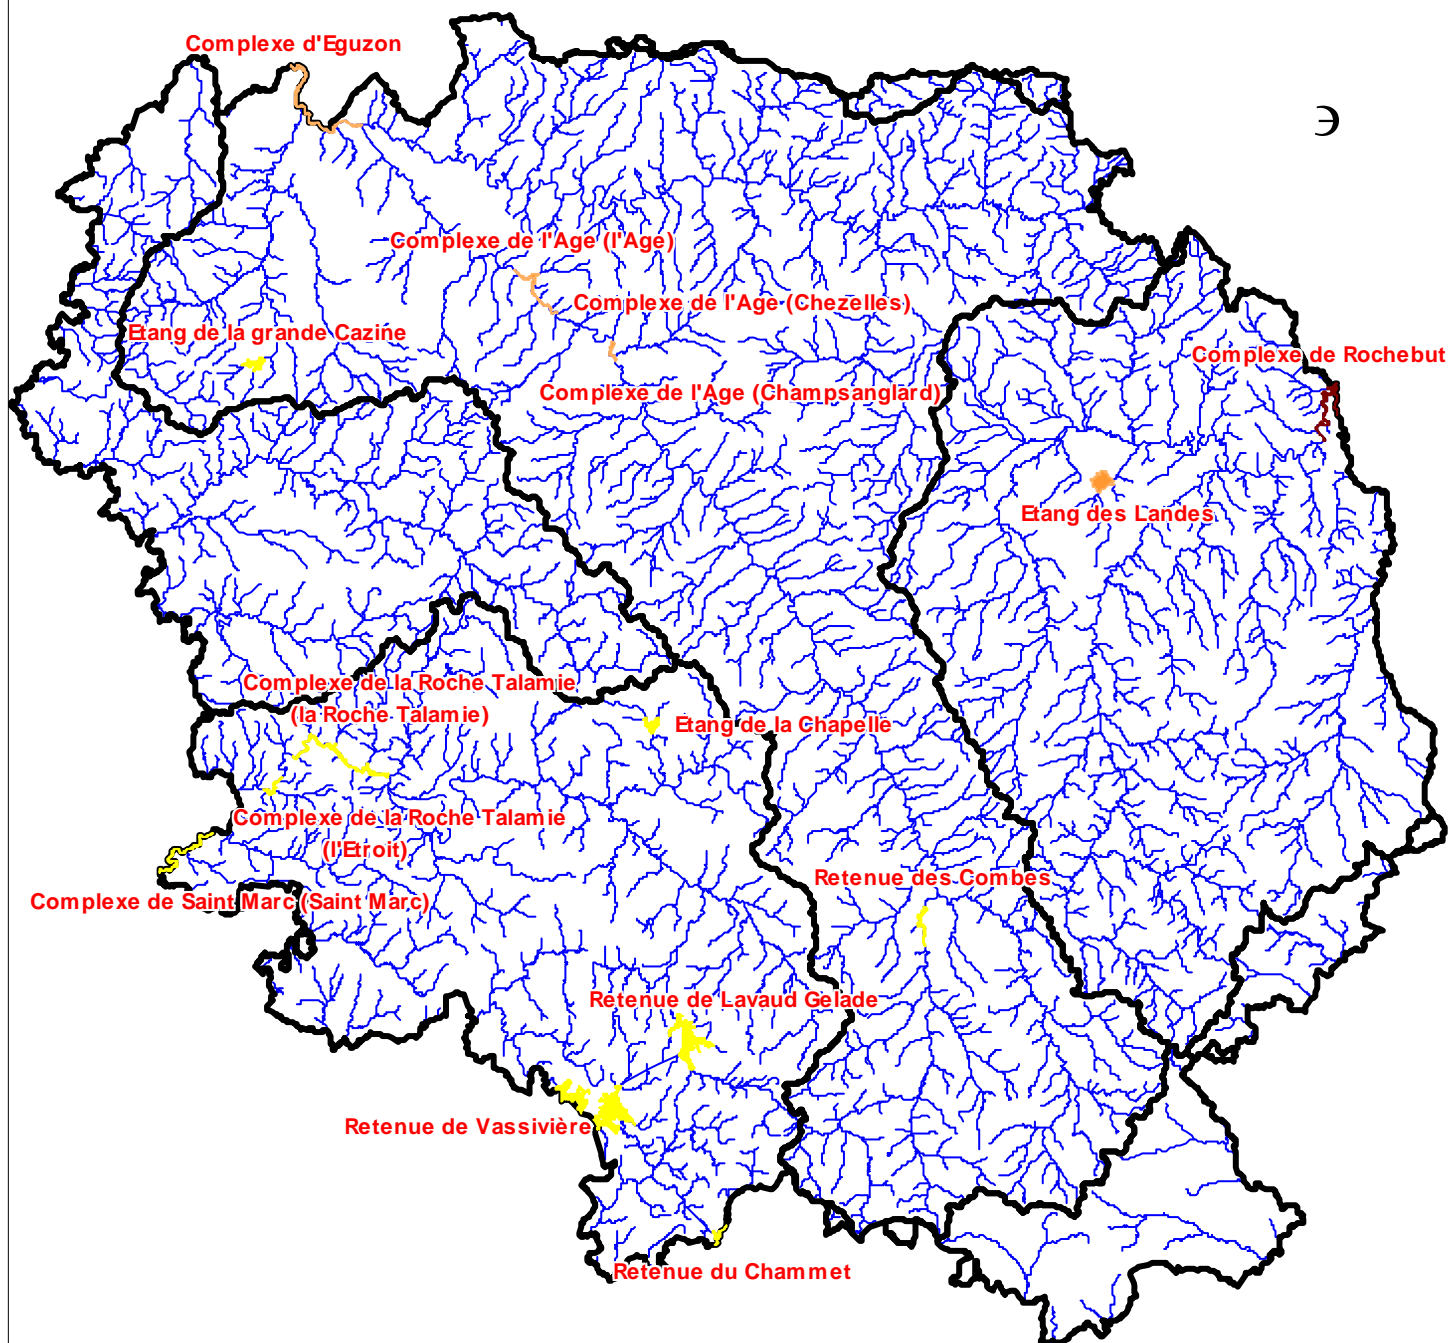 Complexe d'Eguzon
Э
Complexe de l'Age (l'Age)
Complexe de l'Age (Chezelles)
Etang de la grande Cazine
Complexe de Rochebut
Complexe de l'Age (Champsanglard)
Etang des Landes
Complexe de la Roche Talamie
(la Roche Talamie)
Etang de la Chapelle
Complexe de la Roche Talamie
(l'Etroit)
Retenue des Combes
Complexe de Saint Marc (Saint Marc)
Retenue de Lavaud Gelade
Retenue de Vassivière
Retenue du Chammet